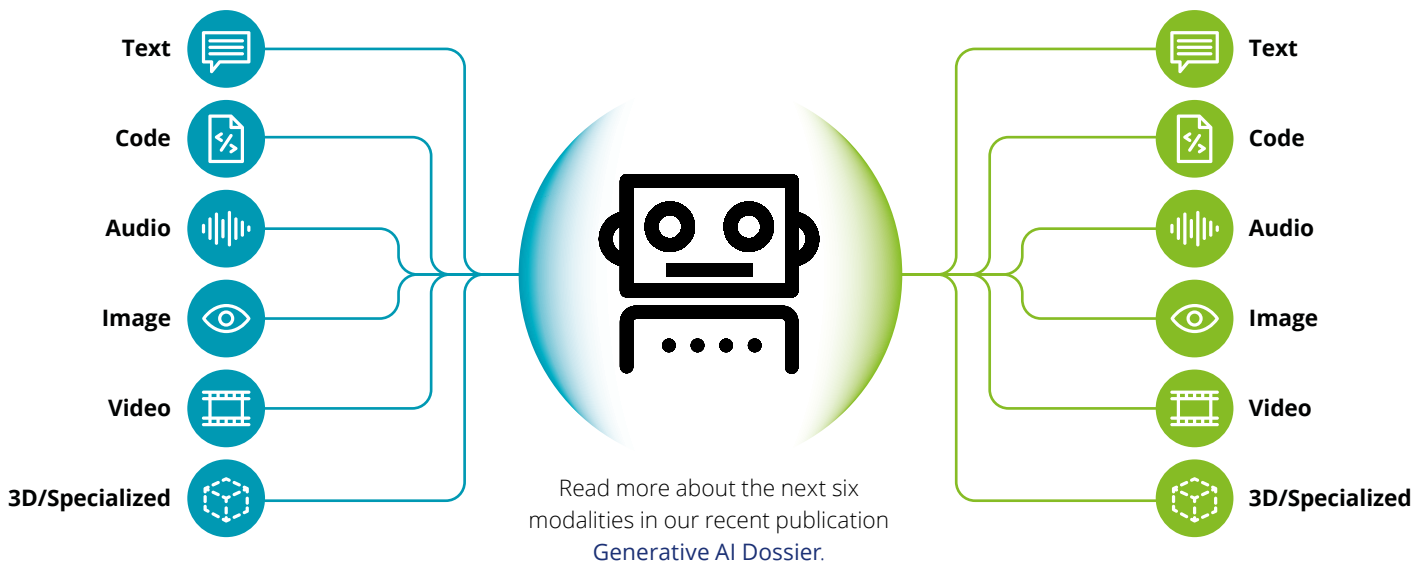 Text
Code
Audio
Image
Video
3D/Specialized
Read more about the next six
modalities in our recent publication
Generative AI Dossier.
Text
Code
Audio
Image
Video
3D/Specialized